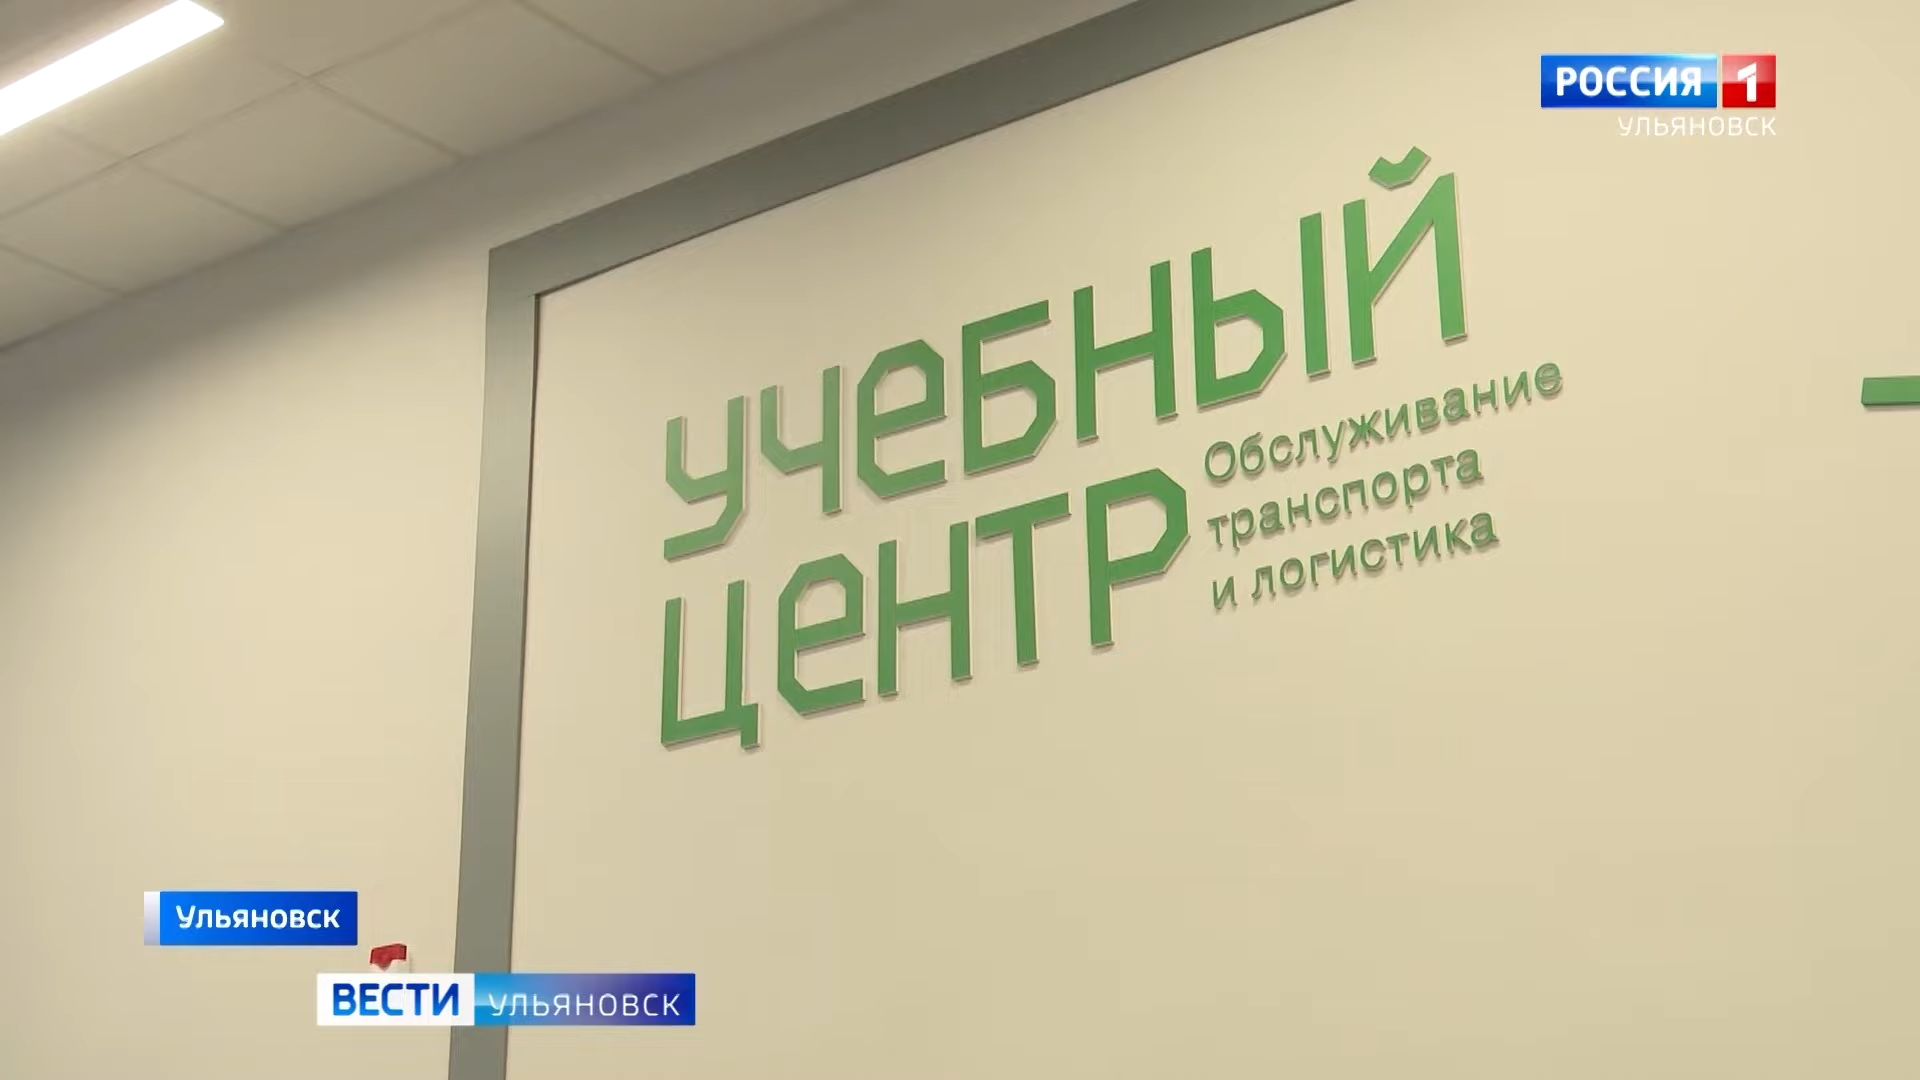 РОССИЯ 1
УЛЬЯНОВСК
УЧЕБНЫЙ
ЦЕНТР
Обслуживание
транспорта
и логистика
Ульяновск
ВЕСТИ УЛЬЯНОВСК